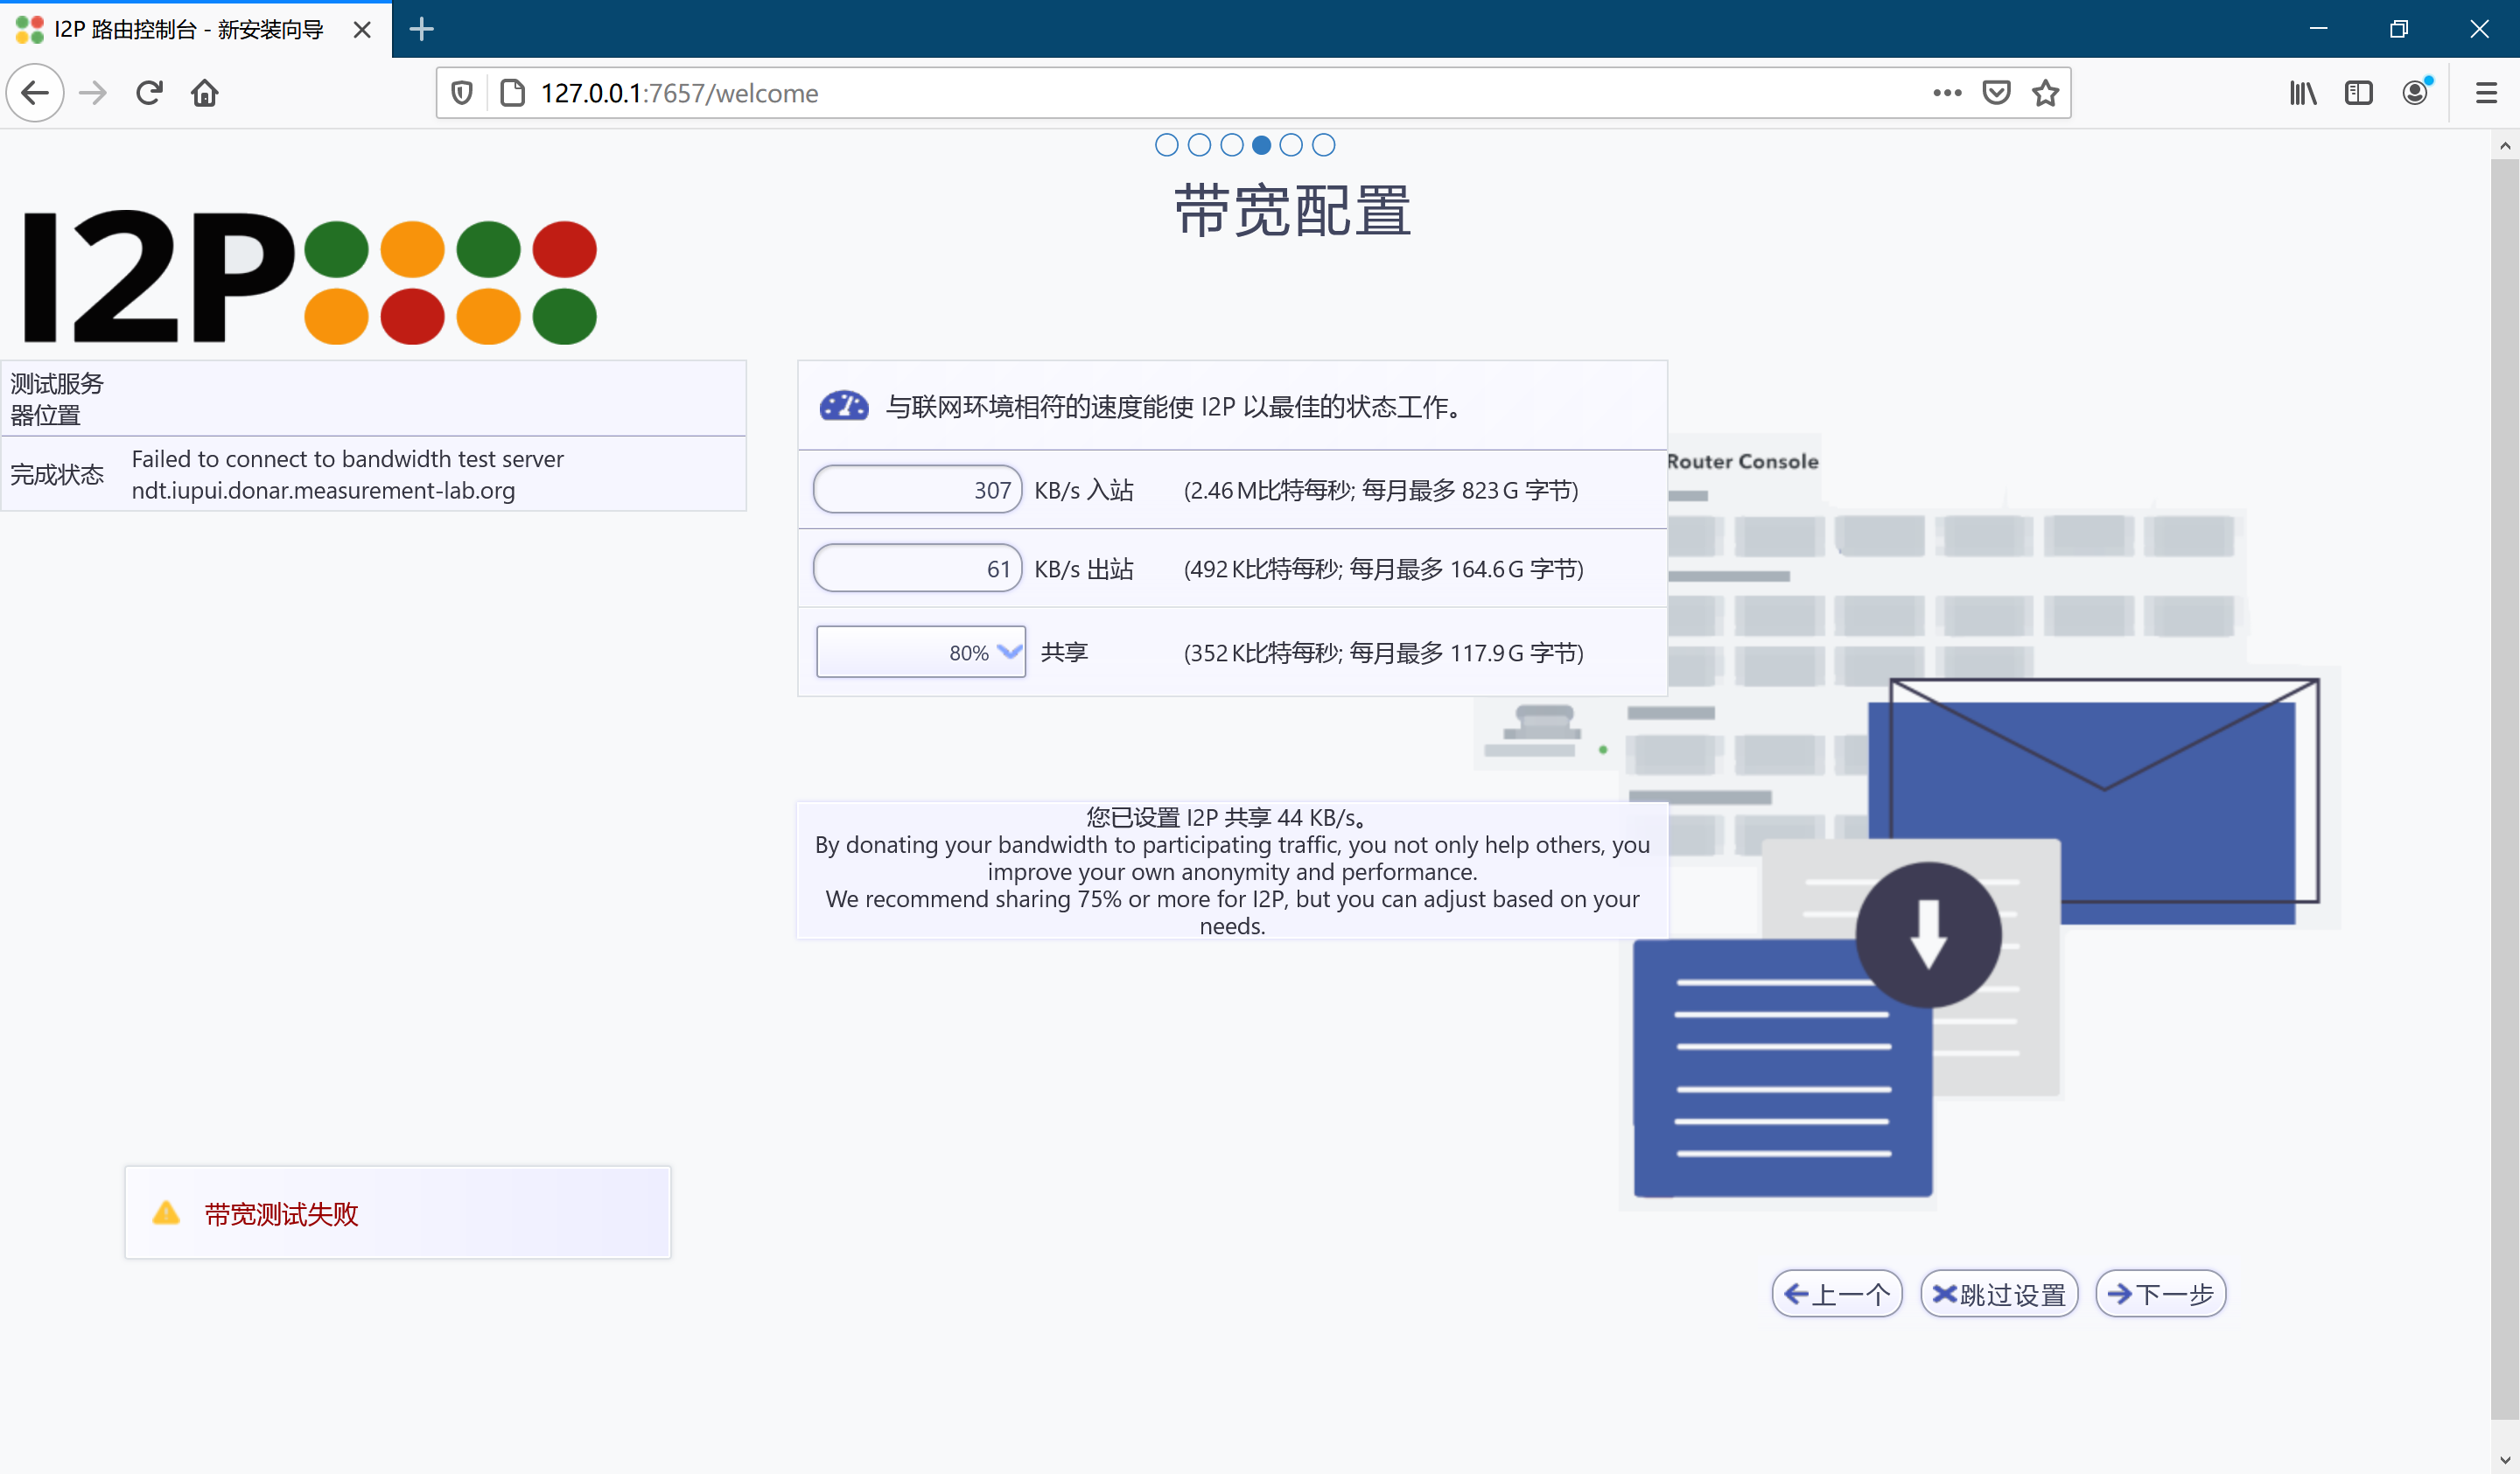 I2P 路由控制台 - 新安装向导
127.0.0.1:7657/welcome
带宽配置
I2P
测试服务
器位置
完成状态
Failed to connect to bandwidth test server
ndt.iupui.donar.measurement-lab.org
与联网环境相符的速度能使 I2P 以最佳的状态工作。
307 KB/s 入站 (2.46 M比特每秒; 每月最多 823 G 字节)
61 KB/s 出站 (492 K比特每秒; 每月最多 164.6 G 字节)
80% 共享 (352 K比特每秒; 每月最多 117.9 G 字节)
Router Console
您已设置 I2P 共享 44 KB/s。
By donating your bandwidth to participating traffic, you not only help others, you
improve your own anonymity and performance.
We recommend sharing 75% or more for I2P, but you can adjust based on your
needs.
带宽测试失败
上一个 跳过设置 下一步